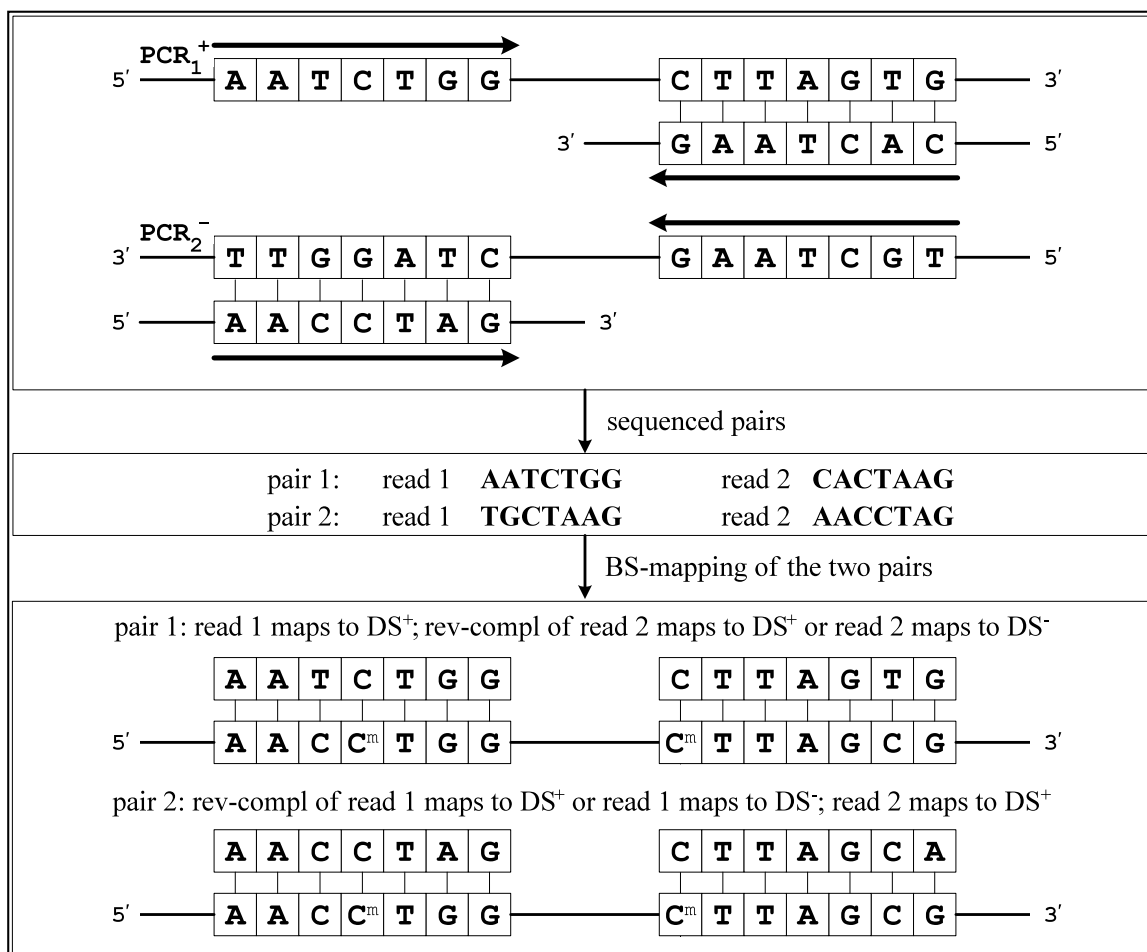 PCR₁⁺
5′ A A T C T G G C T T A G T G 3′
3′ G A A T C A C 5′
PCR₂⁻
3′ T T G G A T C G A A T C G T 5′
5′ A A C C T A G 3′
sequenced pairs
pair 1: read 1 AATCTGG read 2 CACTAAG
pair 2: read 1 TGCTAAG read 2 AACCTAG
BS-mapping of the two pairs
pair 1: read 1 maps to DS⁺; rev-compl of read 2 maps to DS⁺ or read 2 maps to DS⁻
A A T C T G G C T T A G T G
5′ A A C Cᵐ T G G Cᵐ T T A G C G 3′
pair 2: rev-compl of read 1 maps to DS⁺ or read 1 maps to DS⁻; read 2 maps to DS⁺
A A C C T A G C T T A G C A
5′ A A C Cᵐ T G G Cᵐ T T A G C G 3′